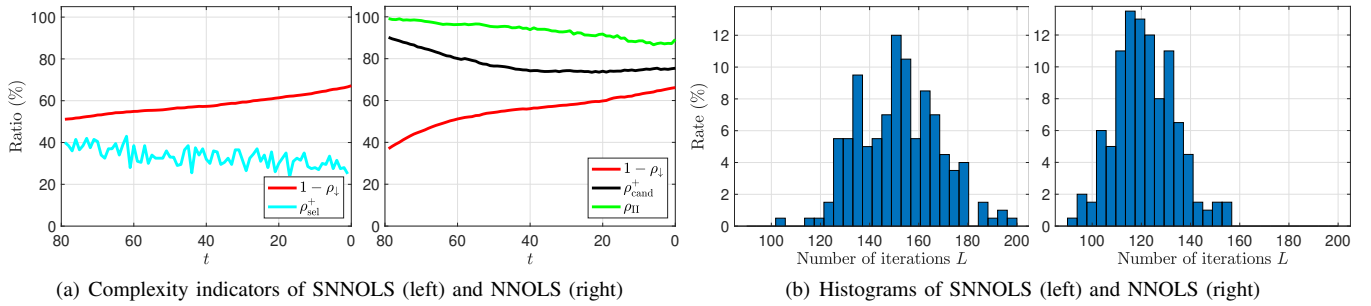 100
80
60
40
20
0
Ratio (%)
80 60 40 20 0
t
1 − ρ↓
ρ⁺sel
100
80
60
40
20
0
80 60 40 20 0
t
1 − ρ↓
ρ⁺cand
ρII
12
10
8
6
4
2
0
Rate (%)
100 120 140 160 180 200
Number of iterations L
12
10
8
6
4
2
0
100 120 140 160 180 200
Number of iterations L
(a) Complexity indicators of SNNOLS (left) and NNOLS (right)
(b) Histograms of SNNOLS (left) and NNOLS (right)